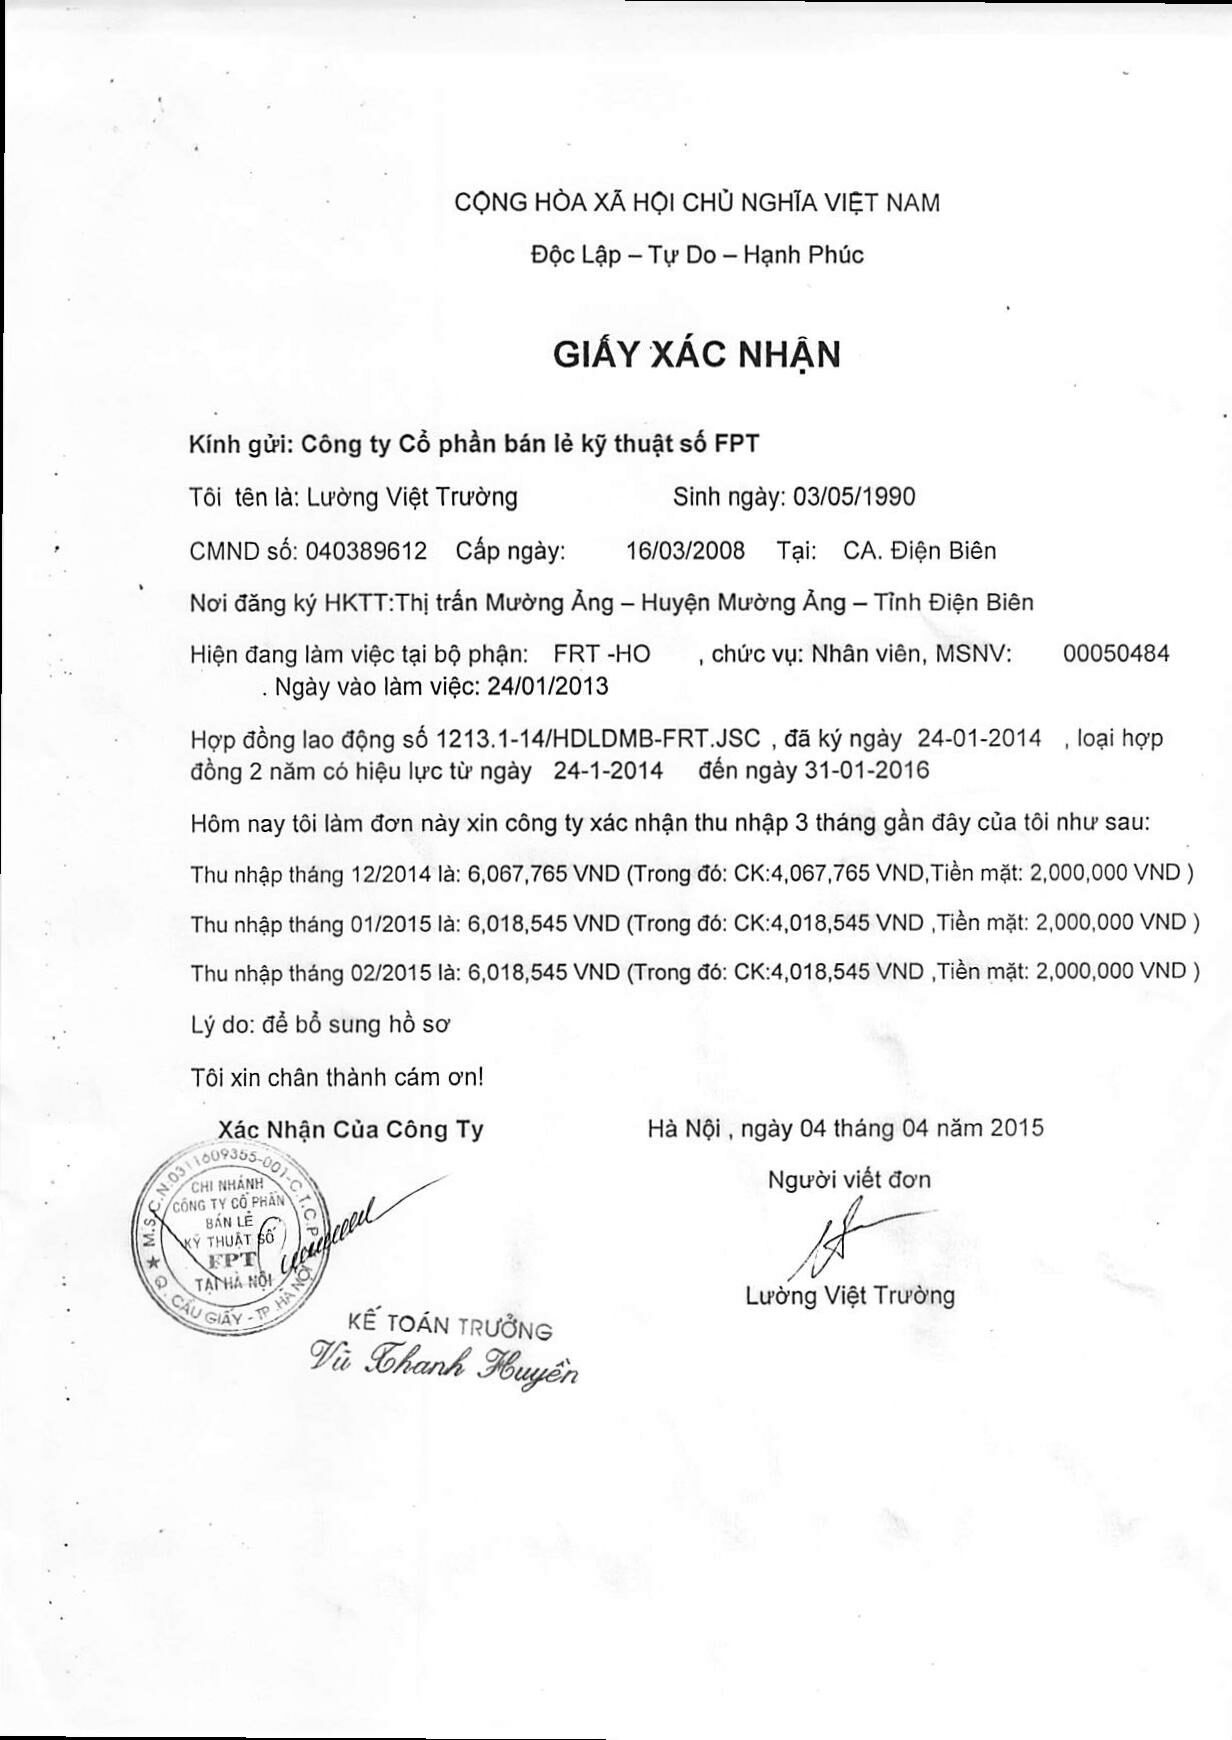 CỘNG HÒA XÃ HỘI CHỦ NGHĨA VIỆT NAM
Độc Lập – Tự Do – Hạnh Phúc
GIẤY XÁC NHẬN
Kính gửi: Công ty Cổ phần bán lẻ kỹ thuật số FPT
Tôi tên là: Lường Việt Trường Sinh ngày: 03/05/1990
CMND số: 040389612 Cấp ngày: 16/03/2008 Tại: CA. Điện Biên
Nơi đăng ký HKTT:Thị trấn Mường Ảng – Huyện Mường Ảng – Tỉnh Điện Biên
Hiện đang làm việc tại bộ phận: FRT -HO , chức vụ: Nhân viên, MSNV: 00050484
. Ngày vào làm việc: 24/01/2013
Hợp đồng lao động số 1213.1-14/HDLDMB-FRT.JSC , đã ký ngày 24-01-2014 , loại hợp
đồng 2 năm có hiệu lực từ ngày 24-1-2014 đến ngày 31-01-2016
Hôm nay tôi làm đơn này xin công ty xác nhận thu nhập 3 tháng gần đây của tôi như sau:
Thu nhập tháng 12/2014 là: 6,067,765 VND (Trong đó: CK:4,067,765 VND,Tiền mặt: 2,000,000 VND )
Thu nhập tháng 01/2015 là: 6,018,545 VND (Trong đó: CK:4,018,545 VND ,Tiền mặt: 2,000,000 VND )
Thu nhập tháng 02/2015 là: 6,018,545 VND (Trong đó: CK:4,018,545 VND ,Tiền mặt: 2,000,000 VND )
Lý do: để bổ sung hồ sơ
Tôi xin chân thành cám ơn!
Xác Nhận Của Công Ty Hà Nội , ngày 04 tháng 04 năm 2015
Người viết đơn
M.S.C.N:0311609355-001-C.T.C.P
CHI NHÁNH
CÔNG TY CỔ PHẦN
BÁN LẺ
KỸ THUẬT SỐ
FPT
TẠI HÀ NỘI
Q. CẦU GIẤY - TP. HÀ NỘI
Lường Việt Trường
KẾ TOÁN TRƯỞNG
Vũ Thanh Huyền